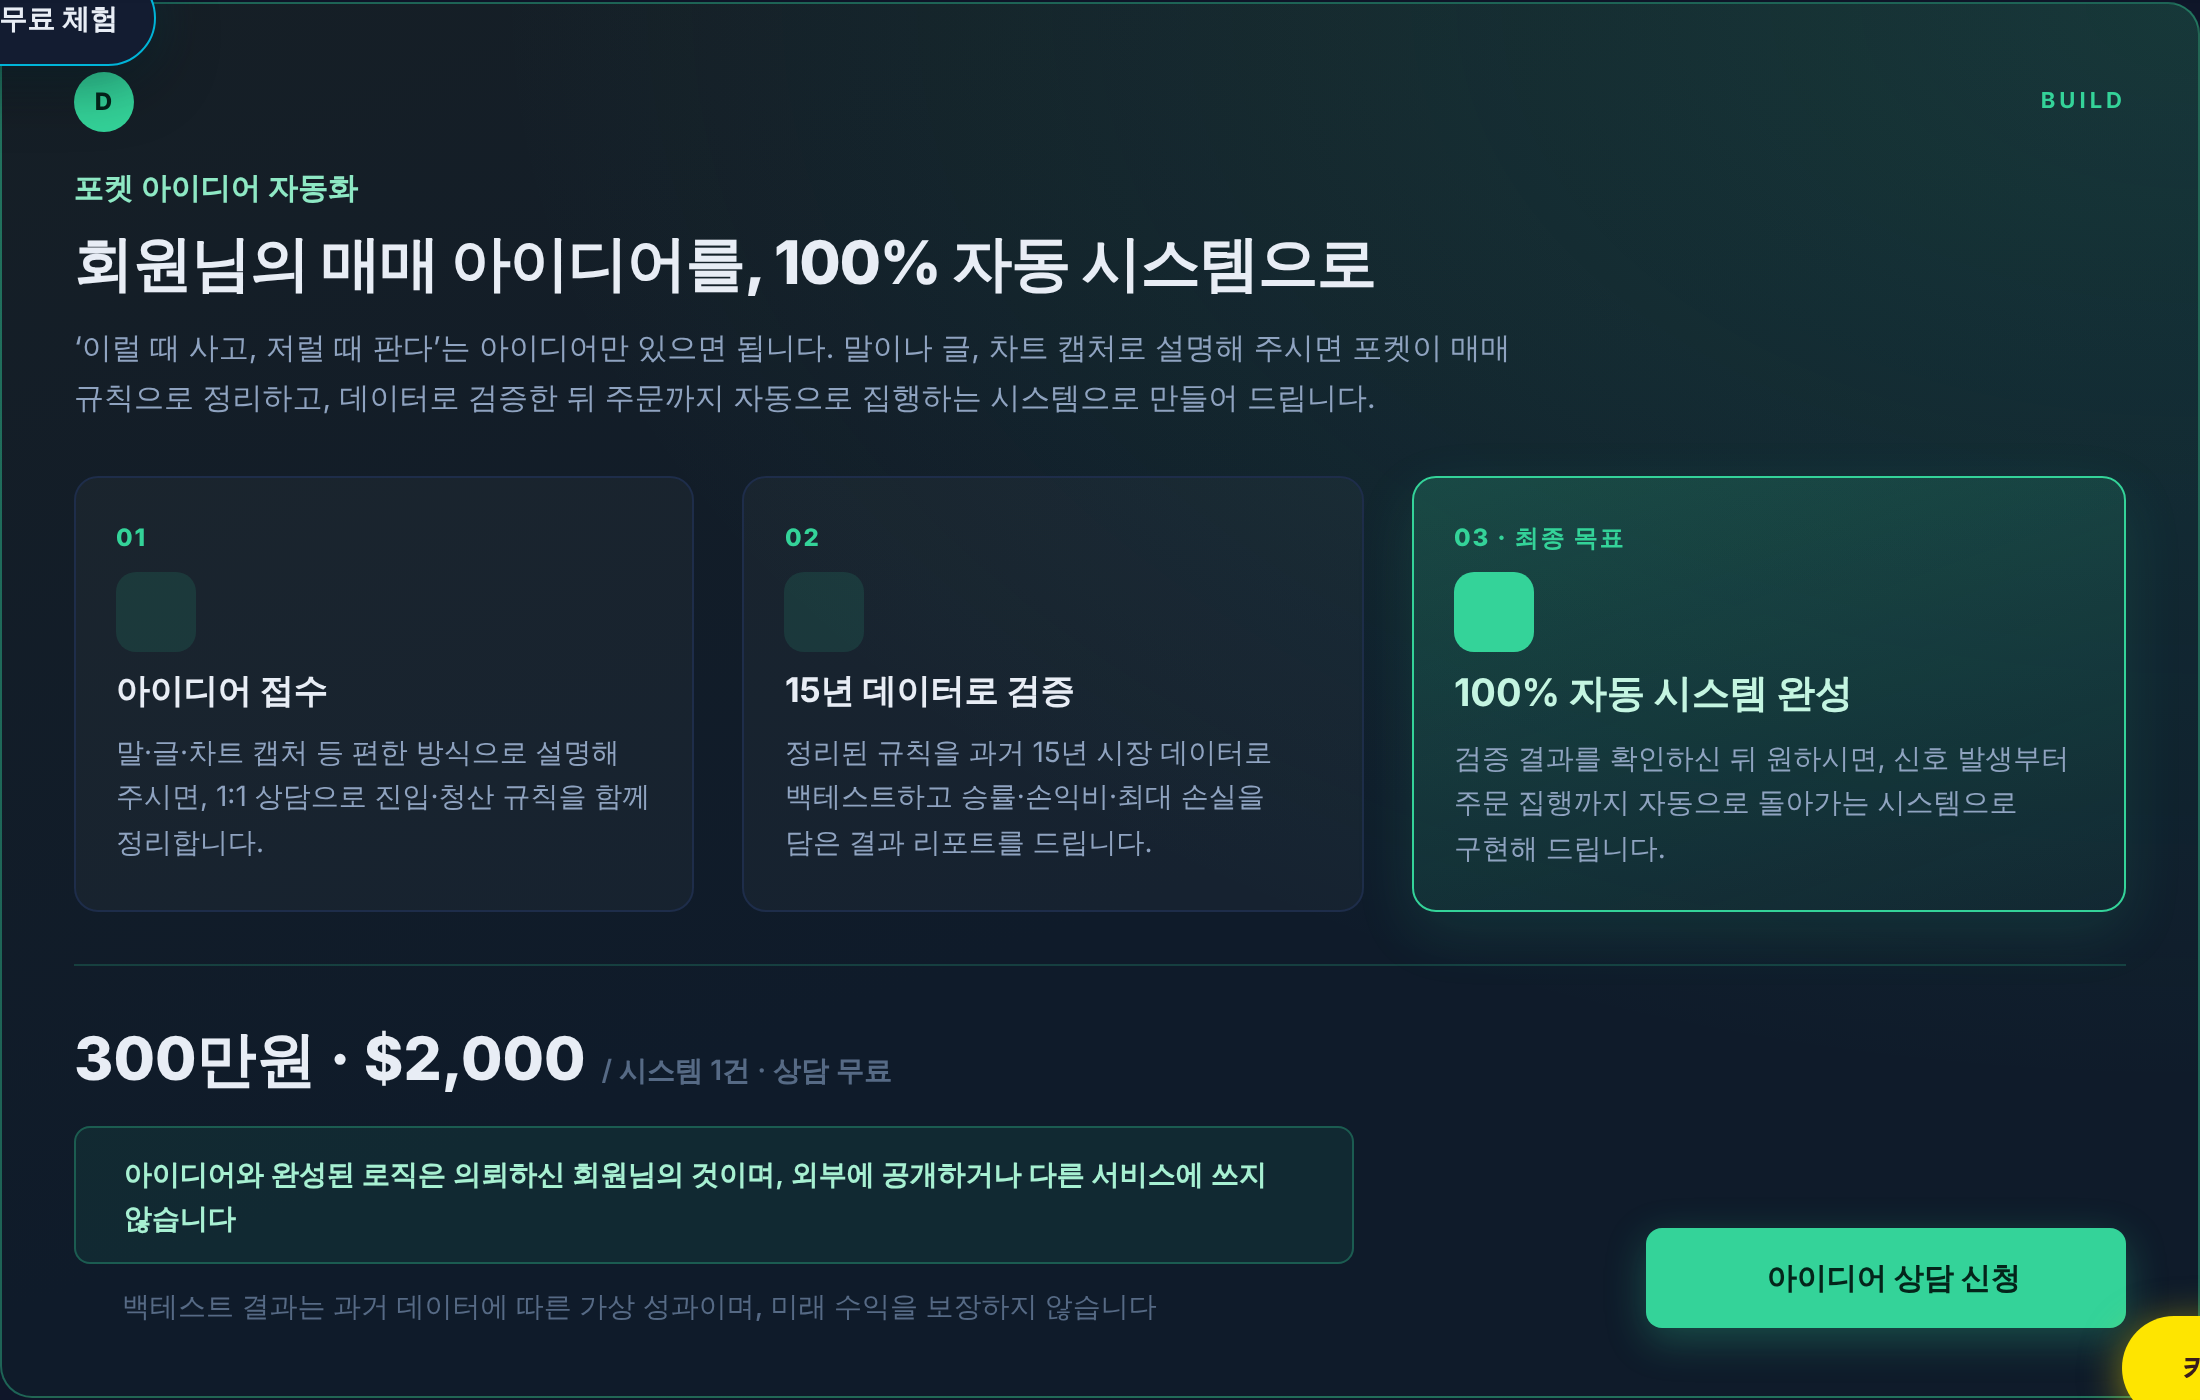 무료 체험
D
BUILD
포켓 아이디어 자동화
회원님의 매매 아이디어를, 100% 자동 시스템으로
‘이럴 때 사고, 저럴 때 판다’는 아이디어만 있으면 됩니다. 말이나 글, 차트 캡처로 설명해 주시면 포켓이 매매
규칙으로 정리하고, 데이터로 검증한 뒤 주문까지 자동으로 집행하는 시스템으로 만들어 드립니다.
01
아이디어 접수
말·글·차트 캡처 등 편한 방식으로 설명해
주시면, 1:1 상담으로 진입·청산 규칙을 함께
정리합니다.
02
15년 데이터로 검증
정리된 규칙을 과거 15년 시장 데이터로
백테스트하고 승률·손익비·최대 손실을
담은 결과 리포트를 드립니다.
03 · 최종 목표
100% 자동 시스템 완성
검증 결과를 확인하신 뒤 원하시면, 신호 발생부터
주문 집행까지 자동으로 돌아가는 시스템으로
구현해 드립니다.
300만원 · $2,000 / 시스템 1건 · 상담 무료
아이디어와 완성된 로직은 의뢰하신 회원님의 것이며, 외부에 공개하거나 다른 서비스에 쓰지
않습니다
백테스트 결과는 과거 데이터에 따른 가상 성과이며, 미래 수익을 보장하지 않습니다
아이디어 상담 신청